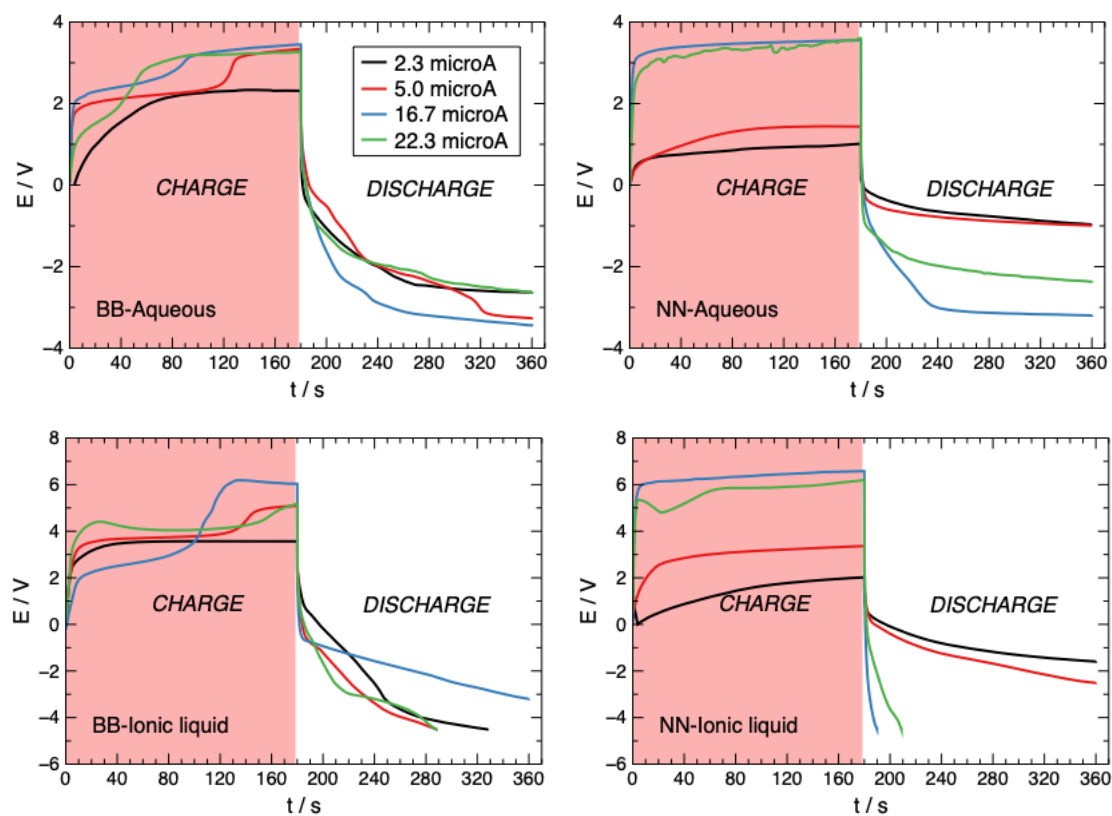 4
2
0
−2
−4
E / V
2.3 microA
5.0 microA
16.7 microA
22.3 microA
CHARGE
DISCHARGE
BB-Aqueous
0 40 80 120 160 200 240 280 320 360
t / s
4
2
0
−2
−4
E / V
CHARGE
DISCHARGE
NN-Aqueous
0 40 80 120 160 200 240 280 320 360
t / s
8
6
4
2
0
−2
−4
−6
E / V
CHARGE
DISCHARGE
BB-Ionic liquid
0 40 80 120 160 200 240 280 320 360
t / s
8
6
4
2
0
−2
−4
−6
E / V
CHARGE
DISCHARGE
NN-Ionic liquid
0 40 80 120 160 200 240 280 320 360
t / s